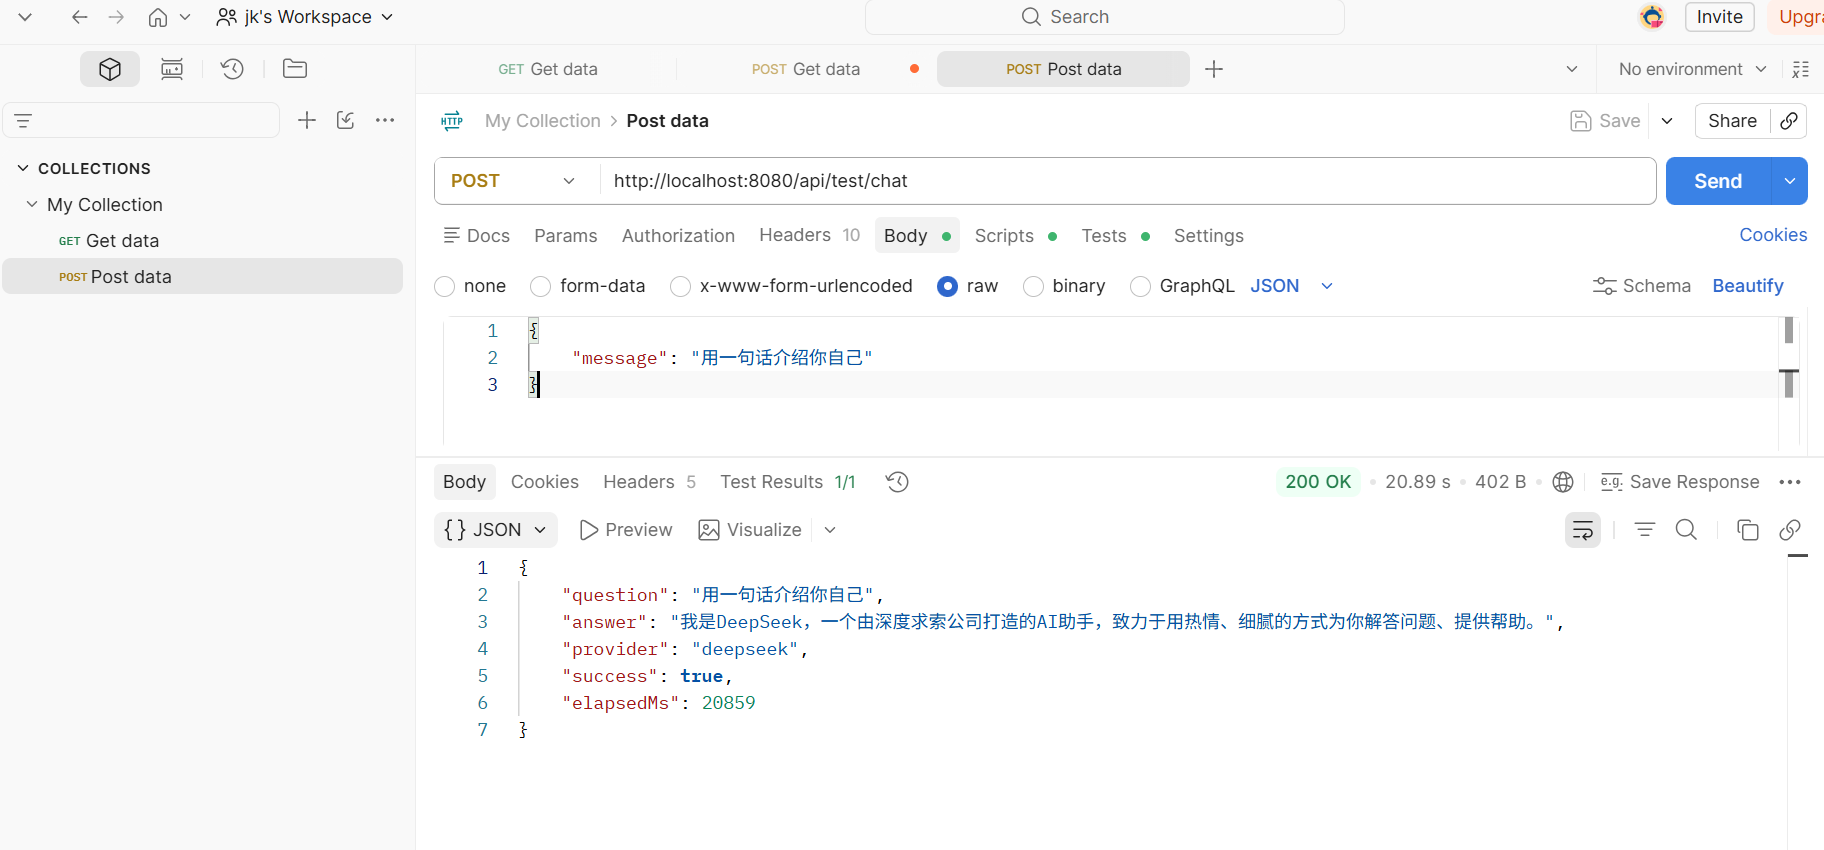 jk's Workspace
Search
Invite
Upgr
GET Get data
POST Get data
POST Post data
No environment
My Collection > Post data
Save
Share
COLLECTIONS
My Collection
GET Get data
POST Post data
POST
http://localhost:8080/api/test/chat
Send
Docs
Params
Authorization
Headers 10
Body
Scripts
Tests
Settings
Cookies
none
form-data
x-www-form-urlencoded
raw
binary
GraphQL
JSON
Schema
Beautify
1 {
2 "message": "用一句话介绍你自己"
3 }
Body
Cookies
Headers 5
Test Results 1/1
200 OK
20.89 s
402 B
e.g. Save Response
{} JSON
Preview
Visualize
1 {
2 "question": "用一句话介绍你自己",
3 "answer": "我是DeepSeek，一个由深度求索公司打造的AI助手，致力于用热情、细腻的方式为你解答问题、提供帮助。",
4 "provider": "deepseek",
5 "success": true,
6 "elapsedMs": 20859
7 }